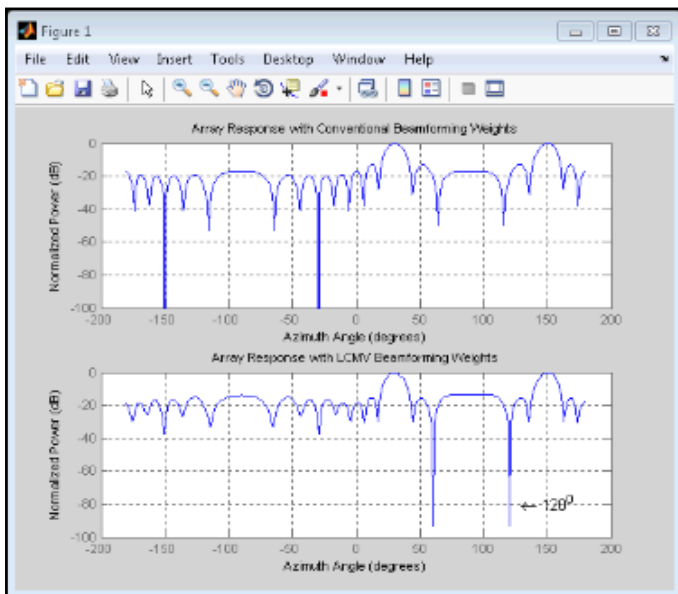 Figure 1
File Edit View Insert Tools Desktop Window Help
Array Response with Conventional Beamforming Weights
Normalized Power (dB)
0
-20
-40
-60
-80
-100
-200 -150 -100 -50 0 50 100 150 200
Azimuth Angle (degrees)
Array Response with LCMV Beamforming Weights
Normalized Power (dB)
0
-20
-40
-60
-80
-100
← 120⁰
-200 -150 -100 -50 0 50 100 150 200
Azimuth Angle (degrees)